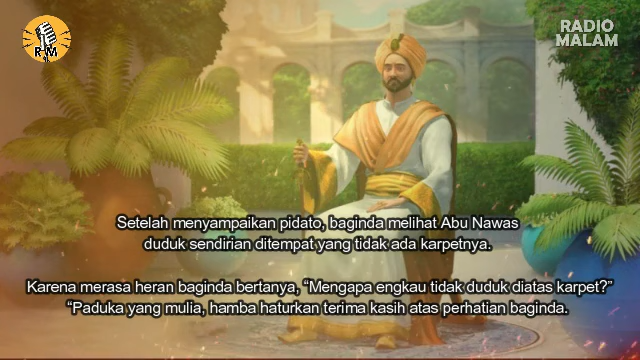 R M
RADIO
MALAM
Setelah menyampaikan pidato, baginda melihat Abu Nawas
duduk sendirian ditempat yang tidak ada karpetnya.
Karena merasa heran baginda bertanya, “Mengapa engkau tidak duduk diatas karpet?”
“Paduka yang mulia, hamba haturkan terima kasih atas perhatian baginda.